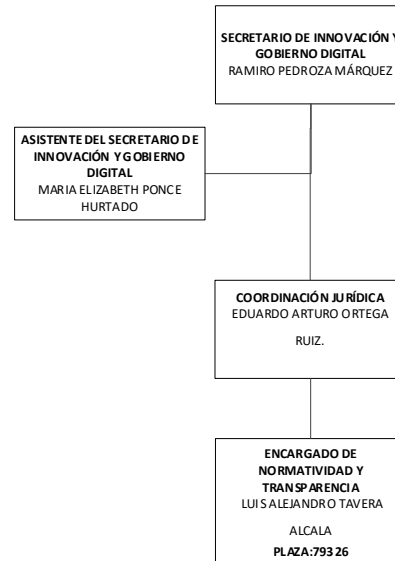 SECRETARIO DE INNOVACIÓN Y
GOBIERNO DIGITAL
RAMIRO PEDROZA MÁRQUEZ
ASISTENTE DEL SECRETARIO DE
INNOVACIÓN Y GOBIERNO
DIGITAL
MARIA ELIZABETH PONCE
HURTADO
COORDINACIÓN JURÍDICA
EDUARDO ARTURO ORTEGA
RUIZ.
ENCARGADO DE
NORMATIVIDAD Y
TRANSPARENCIA
LUIS ALEJANDRO TAVERA
ALCALA
PLAZA:79326